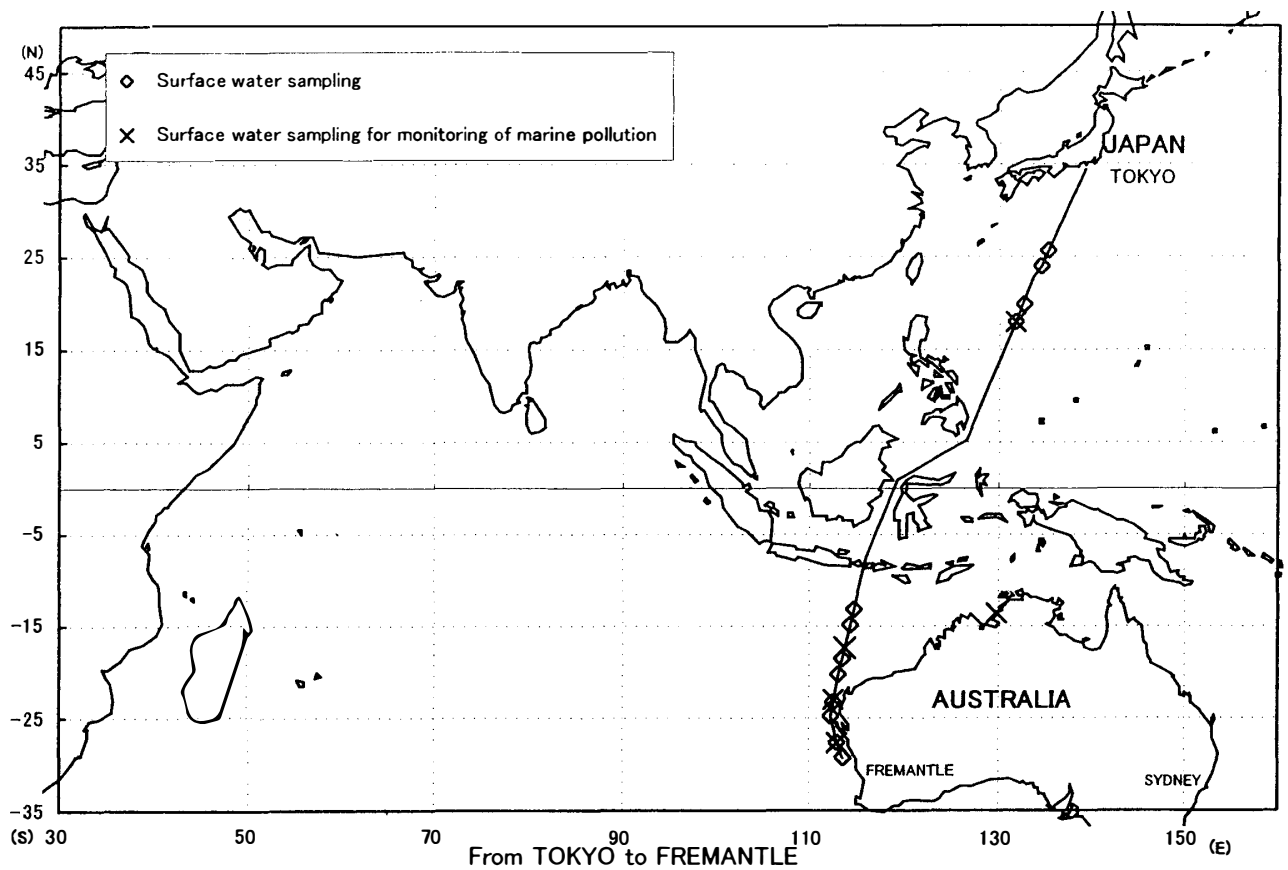 (N)
45
Surface water sampling
Surface water sampling for monitoring of marine pollution
35
JAPAN
TOKYO
25
15
5
-5
-15
-25
AUSTRALIA
FREMANTLE
SYDNEY
-35
(S) 30 50 70 90 110 130 150 (E)
From TOKYO to FREMANTLE